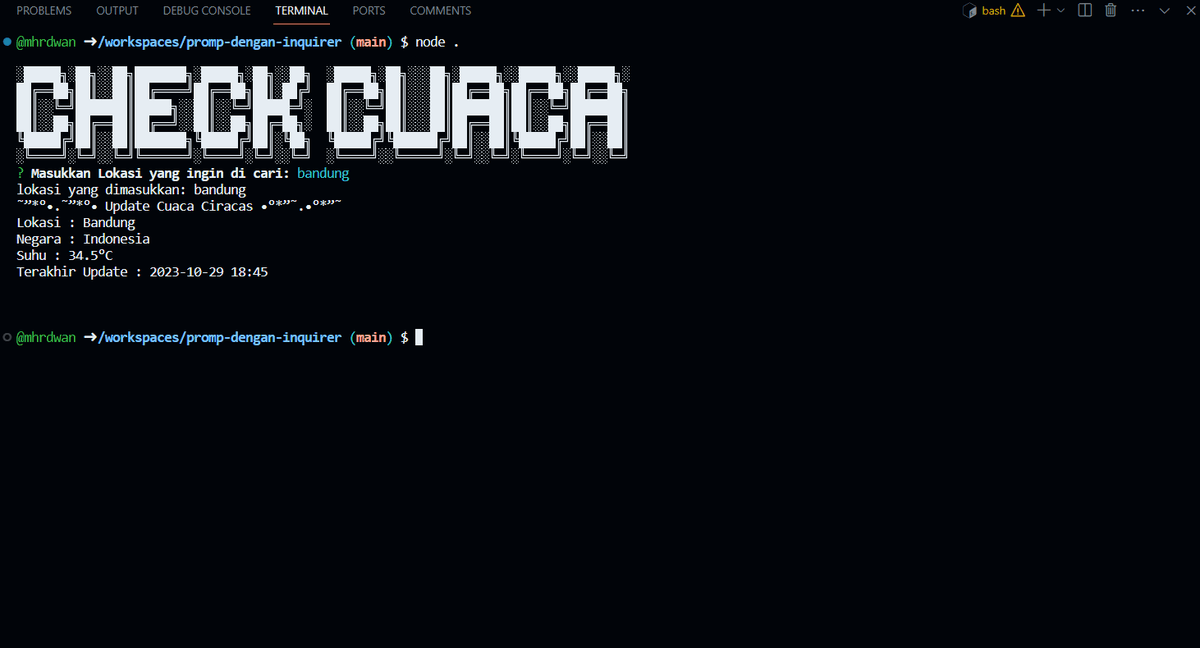 PROBLEMS OUTPUT DEBUG CONSOLE TERMINAL PORTS COMMENTS bash
@mhrdwan ➜/workspaces/promp-dengan-inquirer (main) $ node .
CHECK CUACA
? Masukkan Lokasi yang ingin di cari: bandung
lokasi yang dimasukkan: bandung
˜”*°•.˜”*°• Update Cuaca Ciracas •°*”˜.•°*”˜
Lokasi : Bandung
Negara : Indonesia
Suhu : 34.5°C
Terakhir Update : 2023-10-29 18:45
@mhrdwan ➜/workspaces/promp-dengan-inquirer (main) $